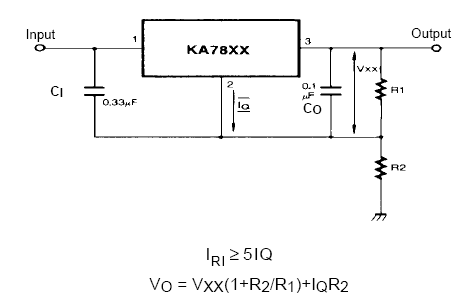 Input
Output
1
KA78XX
3
2
CI
0.33μF
IQ
0.1
μF
CO
Vxx
R1
R2
IRI ≥ 5IQ
VO = VXX(1+R2/R1)+IQR2